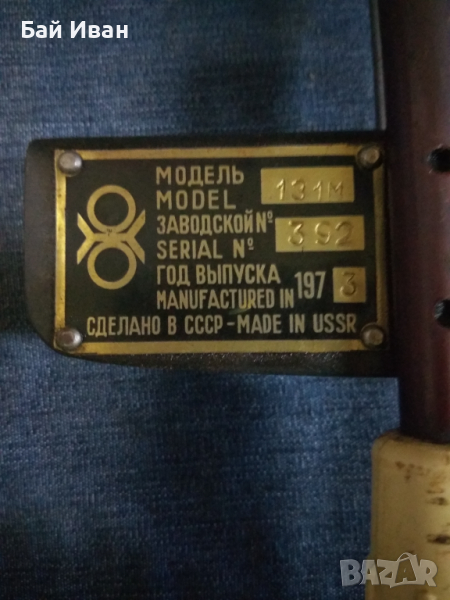 Бай Иван
МОДЕЛЬ
MODEL 131М
ЗАВОДСКОЙ №
SERIAL № 392
ГОД ВЫПУСКА
MANUFACTURED IN 197 3
СДЕЛАНО В СССР-MADE IN USSR
BAZAR